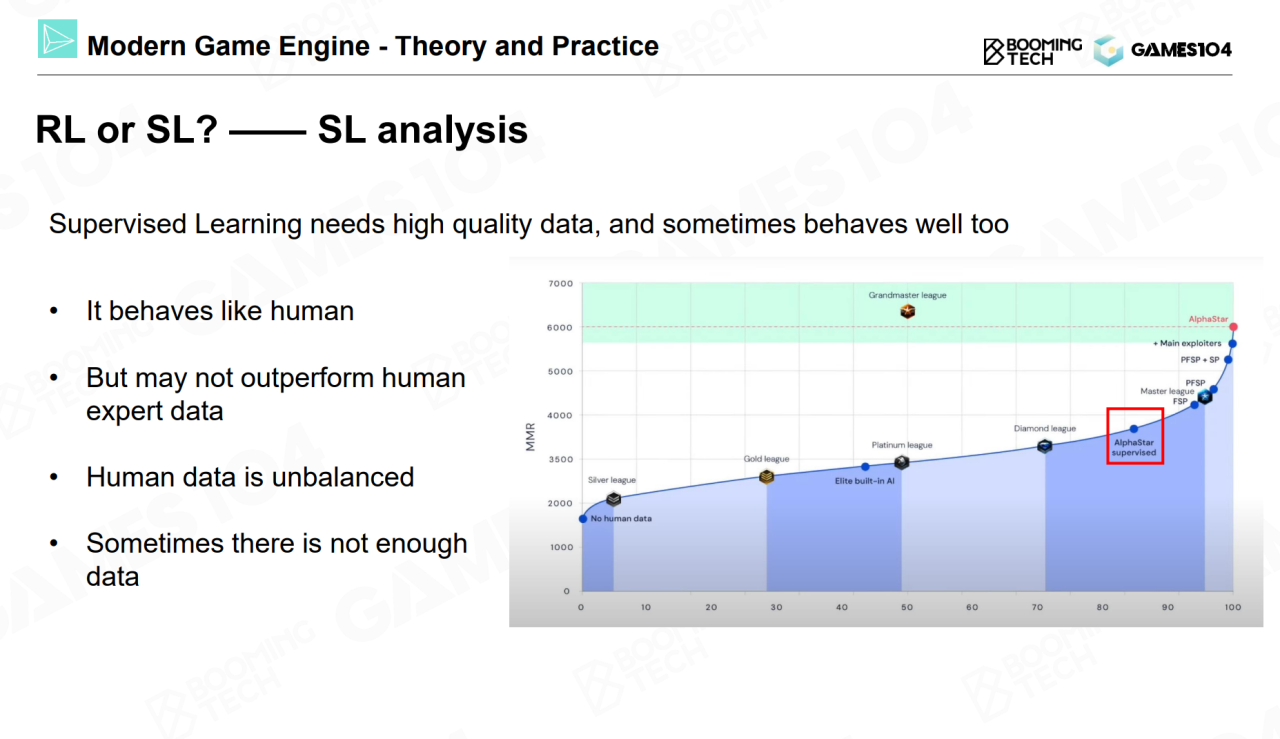 Modern Game Engine - Theory and Practice
BOOMING
TECH
GAMES104
RL or SL? —— SL analysis
Supervised Learning needs high quality data, and sometimes behaves well too
• It behaves like human
• But may not outperform human
expert data
• Human data is unbalanced
• Sometimes there is not enough
data
7000
6000
5000
4000
3500
2000
1000
0
MMR
Grandmaster league
AlphaStar
+ Main exploiters
PFSP + SP
PFSP
Master league
FSP
Diamond league
AlphaStar
supervised
Platinum league
Gold league
Elite built-in AI
Silver league
No human data
0 10 20 30 40 50 60 70 80 90 100